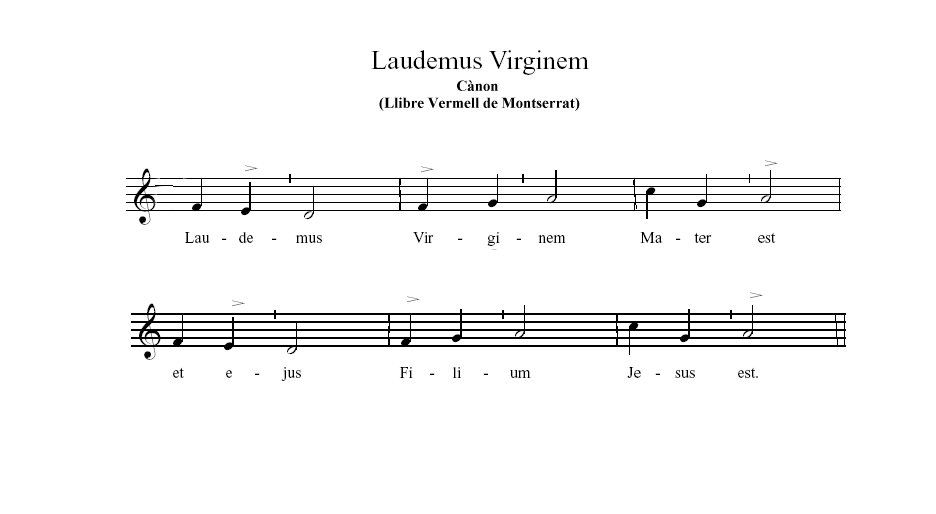 Laudemus Virginem
Cànon
(Llibre Vermell de Montserrat)
Lau - de - mus Vir - gi - nem Ma - ter est
et e - jus Fi - li - um Je - sus est.